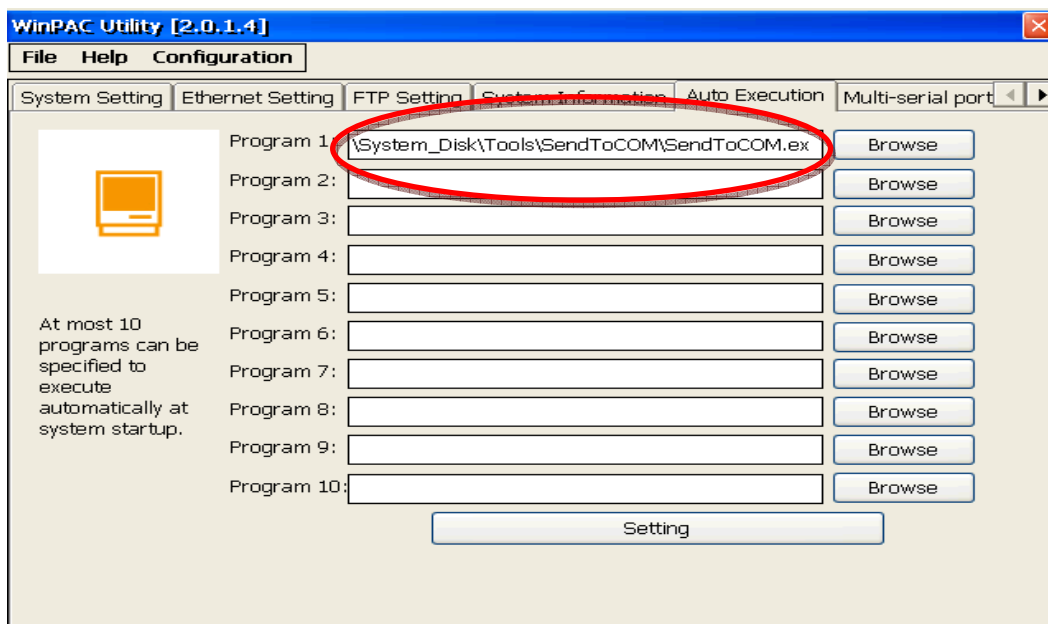 WinPAC Utility [2.0.1.4]
File Help Configuration
System Setting Ethernet Setting FTP Setting System Information Auto Execution Multi-serial port
Program 1: \System_Disk\Tools\SendToCOM\SendToCOM.ex Browse
Program 2: Browse
Program 3: Browse
Program 4: Browse
Program 5: Browse
Program 6: Browse
Program 7: Browse
Program 8: Browse
Program 9: Browse
Program 10: Browse
At most 10
programs can be
specified to
execute
automatically at
system startup.
Setting